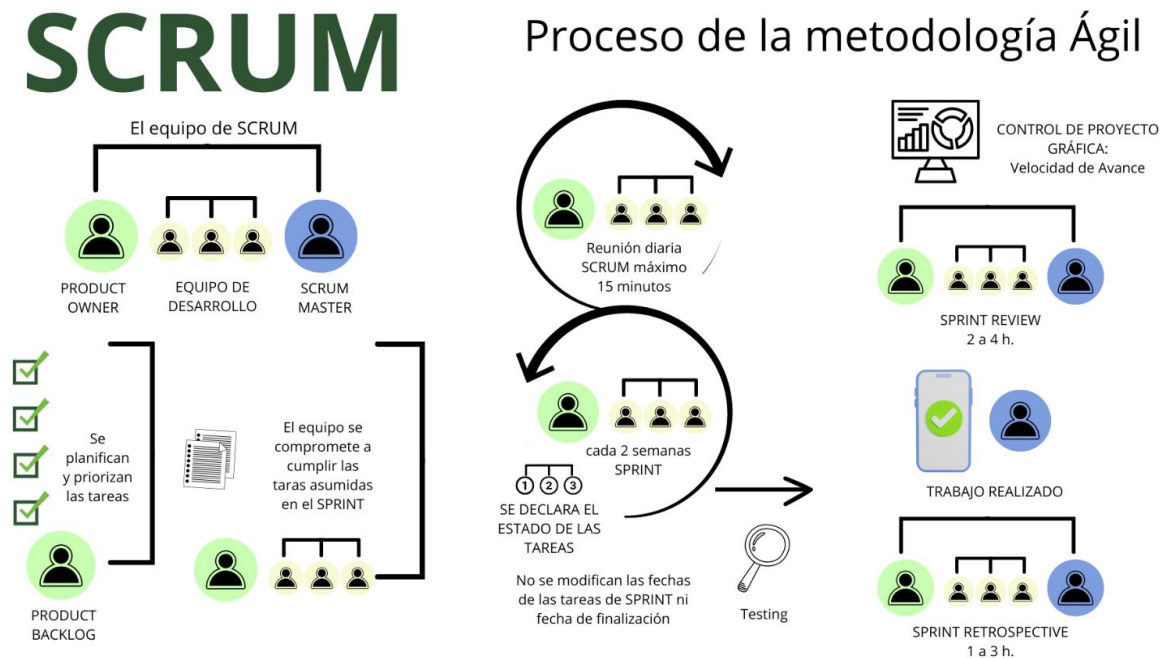 SCRUM
Proceso de la metodología Ágil
El equipo de SCRUM
PRODUCT
OWNER
EQUIPO DE
DESARROLLO
SCRUM
MASTER
Se
planifican
y priorizan
las tareas
PRODUCT
BACKLOG
El equipo se
compromete a
cumplir las
taras asumidas
en el SPRINT
Reunión diaria
SCRUM máximo
15 minutos
cada 2 semanas
SPRINT
1 2 3
SE DECLARA EL
ESTADO DE LAS
TAREAS
No se modifican las fechas
de las tareas de SPRINT ni
fecha de finalización
Testing
CONTROL DE PROYECTO
GRÁFICA:
Velocidad de Avance
SPRINT REVIEW
2 a 4 h.
TRABAJO REALIZADO
SPRINT RETROSPECTIVE
1 a 3 h.